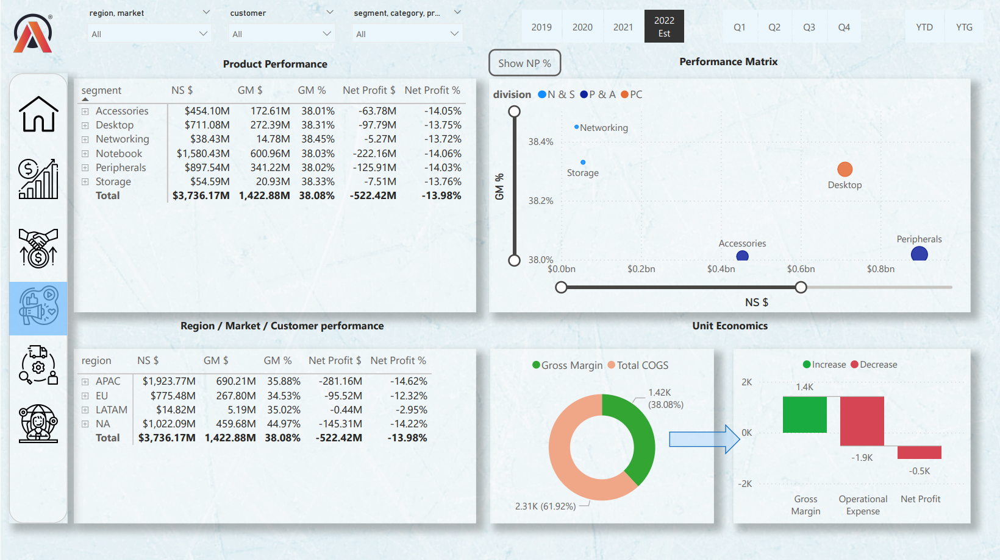 region, market
customer
segment, category, pr...
All
All
All
2019
2020
2021
2022
Est
Q1
Q2
Q3
Q4
YTD
YTG
®
Product Performance
segment NS $ GM $ GM % Net Profit $ Net Profit %
Accessories $454.10M 172.61M 38.01% -63.78M -14.05%
Desktop $711.08M 272.39M 38.31% -97.79M -13.75%
Networking $38.43M 14.78M 38.45% -5.27M -13.72%
Notebook $1,580.43M 600.96M 38.03% -222.16M -14.06%
Peripherals $897.54M 341.22M 38.02% -125.91M -14.03%
Storage $54.59M 20.93M 38.33% -7.51M -13.76%
Total $3,736.17M 1,422.88M 38.08% -522.42M -13.98%
Show NP %
Performance Matrix
division N & S P & A PC
GM %
38.4%
38.2%
38.0%
Networking
Storage
Desktop
Accessories
Peripherals
$0.0bn $0.2bn $0.4bn $0.6bn $0.8bn
NS $
Region / Market / Customer performance
region NS $ GM $ GM % Net Profit $ Net Profit %
APAC $1,923.77M 690.21M 35.88% -281.16M -14.62%
EU $775.48M 267.80M 34.53% -95.52M -12.32%
LATAM $14.82M 5.19M 35.02% -0.44M -2.95%
NA $1,022.09M 459.68M 44.97% -145.31M -14.22%
Total $3,736.17M 1,422.88M 38.08% -522.42M -13.98%
Unit Economics
Gross Margin Total COGS
1.42K
(38.08%)
2.31K (61.92%)
Increase Decrease
2K
0K
-2K
1.4K
-1.9K
-0.5K
Gross
Margin
Operational
Expense
Net Profit